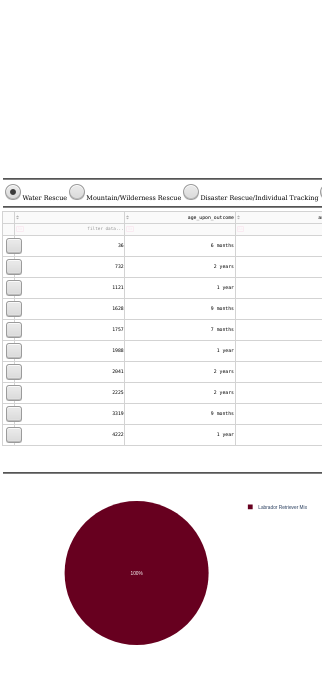 Water Rescue Mountain/Wilderness Rescue Disaster Rescue/Individual Tracking
age_upon_outcome
filter data...
36 6 months
732 2 years
1121 1 year
1628 9 months
1757 7 months
1988 1 year
2041 2 years
2225 2 years
3319 9 months
4222 1 year
Labrador Retriever Mix
100%